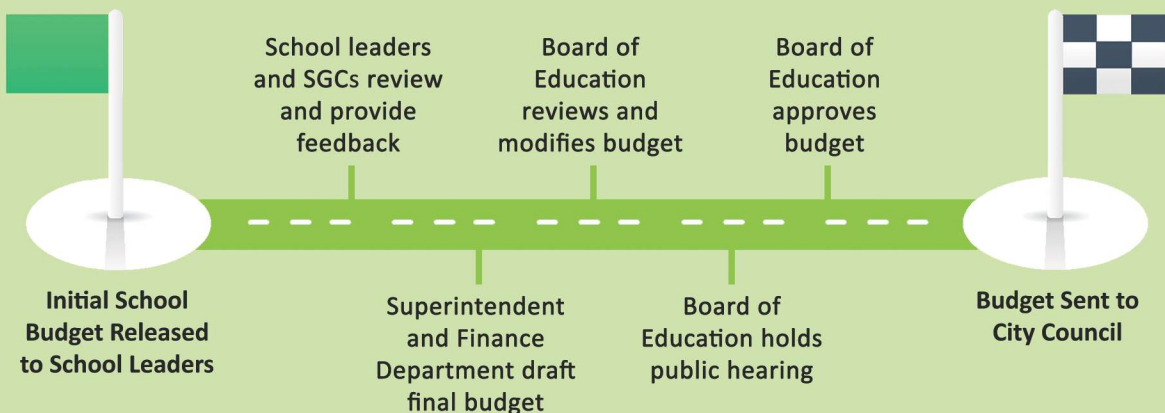 Initial School
Budget Released
to School Leaders
School leaders
and SGCs review
and provide
feedback
Superintendent
and Finance
Department draft
final budget
Board of
Education
reviews and
modifies budget
Board of
Education holds
public hearing
Board of
Education
approves
budget
Budget Sent to
City Council